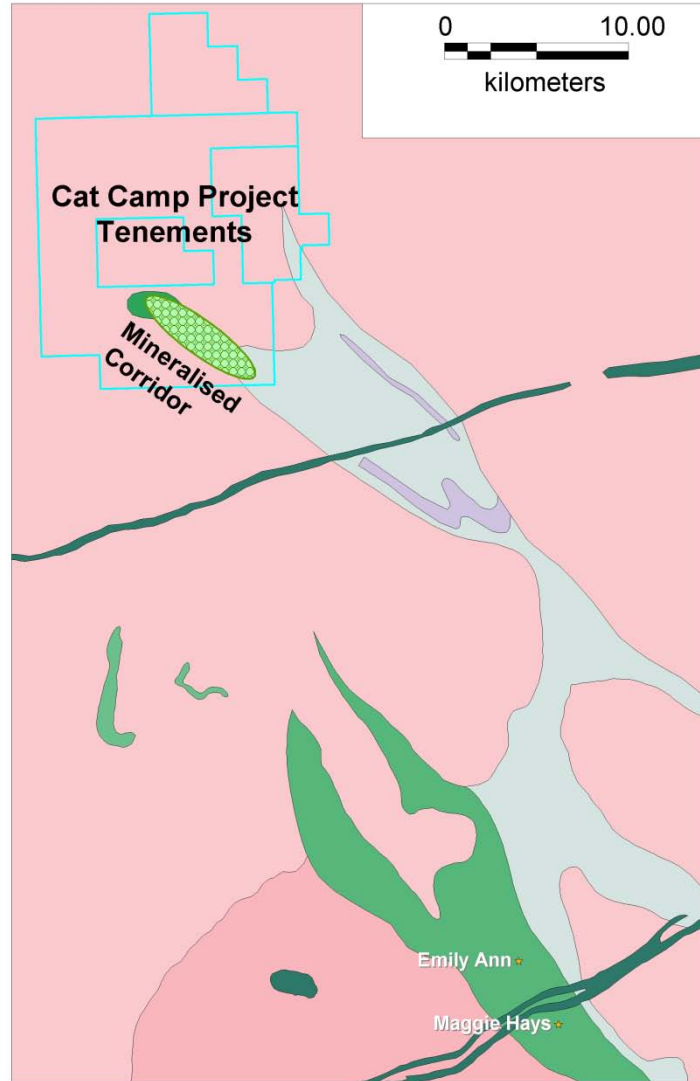 0 10.00
kilometers
Cat Camp Project
Tenements
Mineralised
Corridor
Emily Ann
Maggie Hays